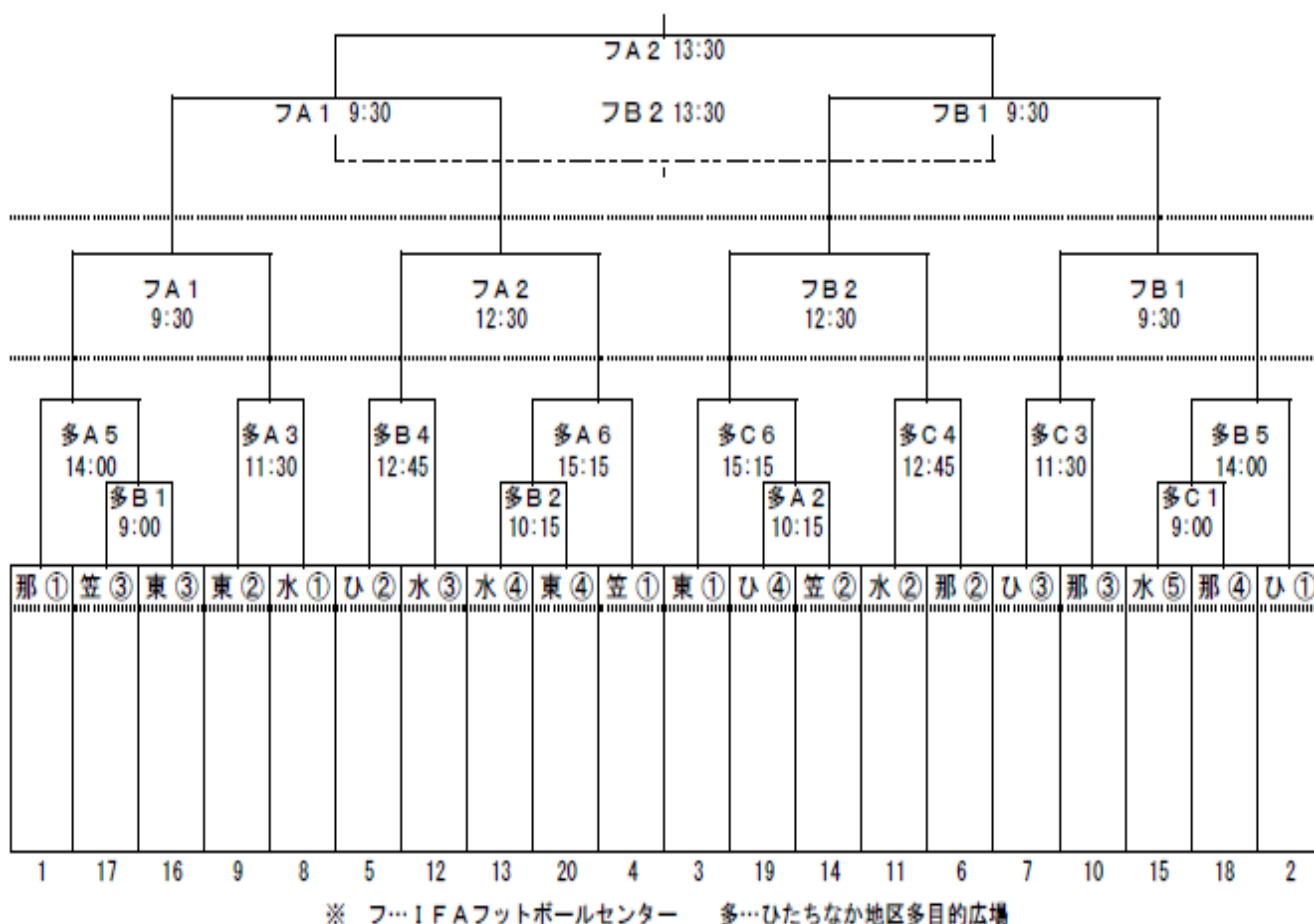 フA2 13:30
フA1 9:30 フB2 13:30 フB1 9:30
フA1 フA2 フB2 フB1
9:30 12:30 12:30 9:30
多A5 多A3 多B4 多A6 多C6 多C4 多C3 多B5
14:00 11:30 12:45 15:15 15:15 12:45 11:30 14:00
多B1 多B2 多A2 多C1
9:00 10:15 10:15 9:00
那① 笠③ 東③ 東② 水① ひ② 水③ 水④ 東④ 笠① 東① ひ④ 笠② 水② 那② ひ③ 那③ 水⑤ 那④ ひ①
1 17 16 9 8 5 12 13 20 4 3 19 14 11 6 7 10 15 18 2
※ フ…IFAフットボールセンター 多…ひたちなか地区多目的広場